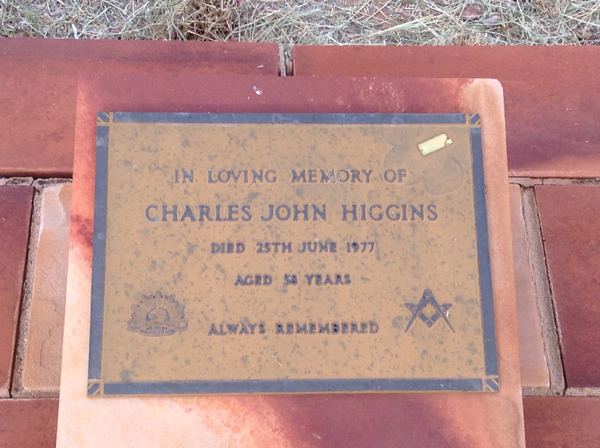 IN LOVING MEMORY OF
CHARLES JOHN HIGGINS
DIED 25TH JUNE 1977
AGED 58 YEARS
ALWAYS REMEMBERED